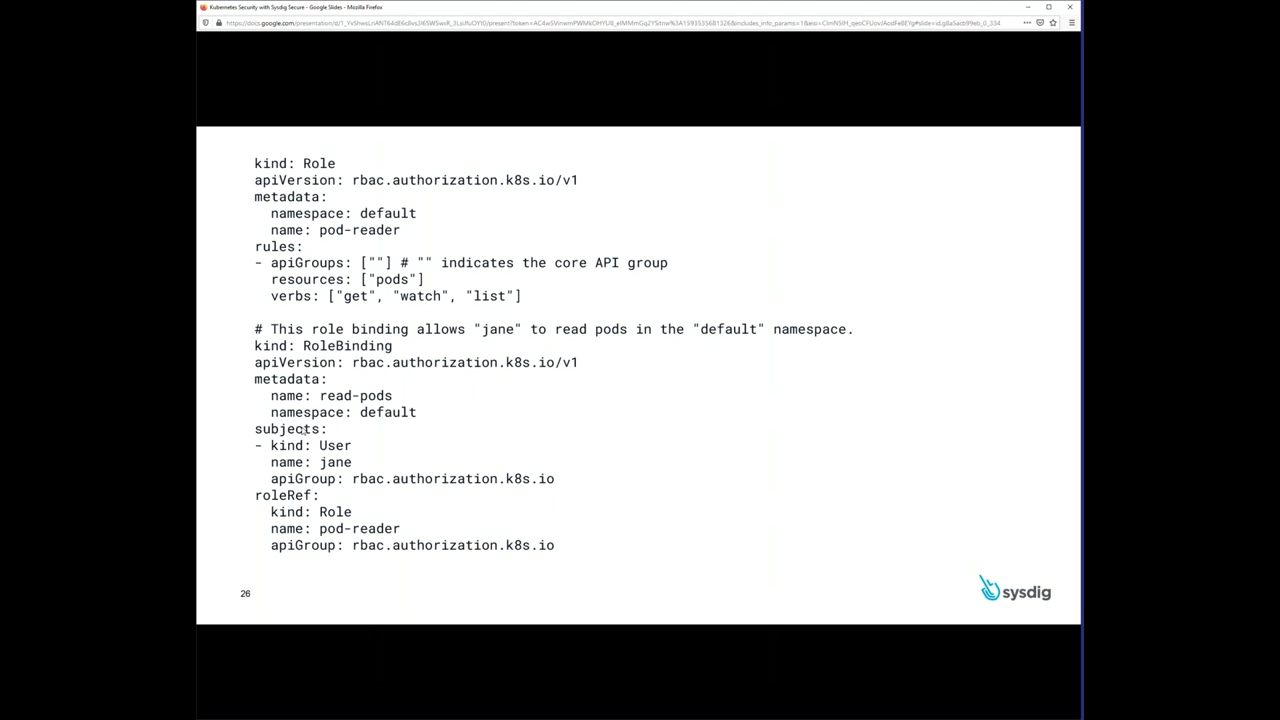 Kubernetes Security with Sysdig Secure - Google Slides - Mozilla Firefox
kind: Role
apiVersion: rbac.authorization.k8s.io/v1
metadata:
  namespace: default
  name: pod-reader
rules:
- apiGroups: [""] # "" indicates the core API group
  resources: ["pods"]
  verbs: ["get", "watch", "list"]
# This role binding allows "jane" to read pods in the "default" namespace.
kind: RoleBinding
apiVersion: rbac.authorization.k8s.io/v1
metadata:
  name: read-pods
  namespace: default
subjects:
- kind: User
  name: jane
  apiGroup: rbac.authorization.k8s.io
roleRef:
  kind: Role
  name: pod-reader
  apiGroup: rbac.authorization.k8s.io
26
sysdig